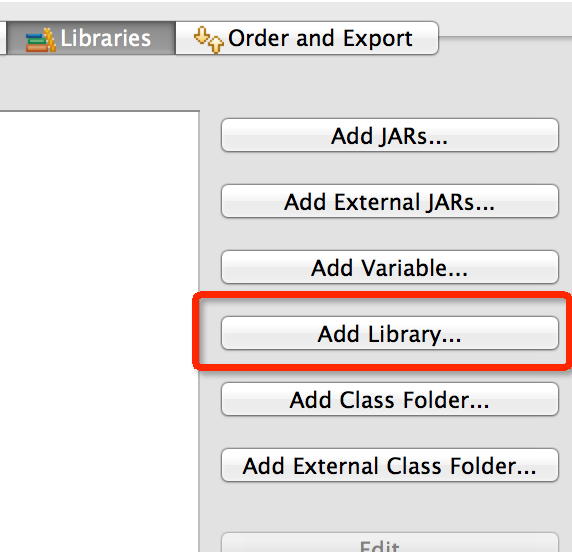 Libraries
Order and Export
Add JARs...
Add External JARs...
Add Variable...
Add Library...
Add Class Folder...
Add External Class Folder...
Edit...